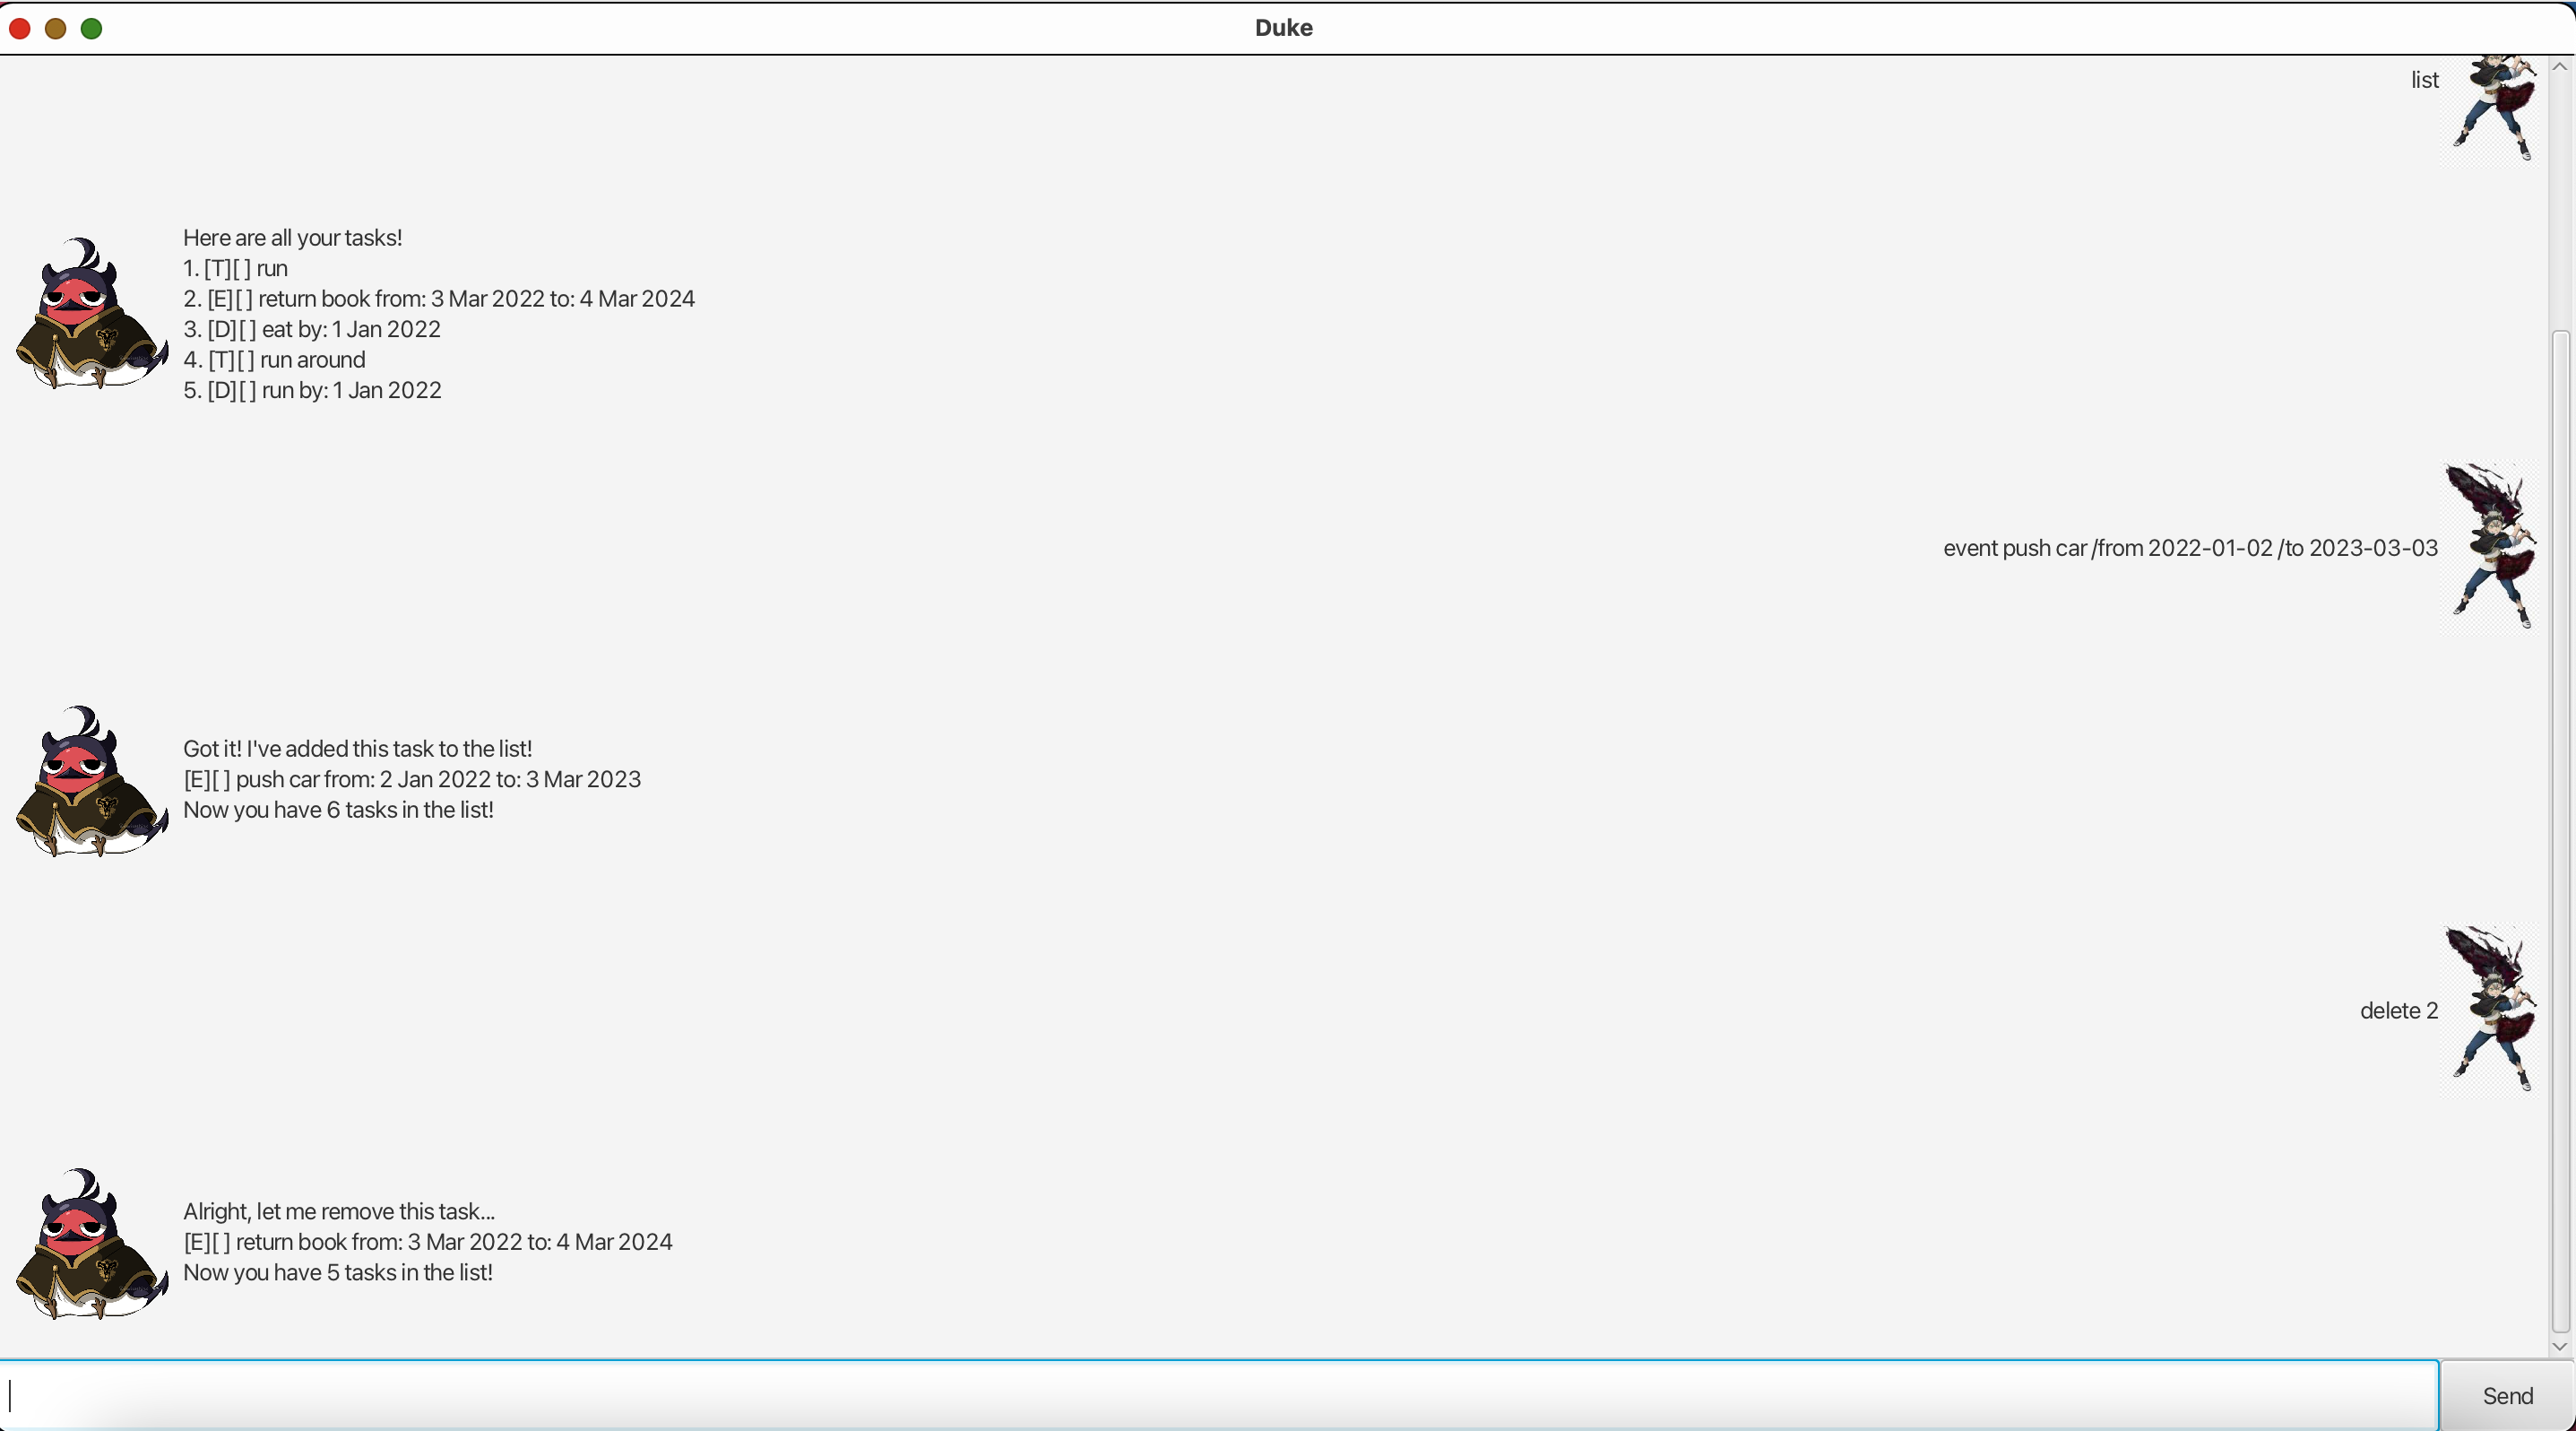 Duke
list
Here are all your tasks!
1. [T][ ] run
2. [E][ ] return book from: 3 Mar 2022 to: 4 Mar 2024
3. [D][ ] eat by: 1 Jan 2022
4. [T][ ] run around
5. [D][ ] run by: 1 Jan 2022
event push car /from 2022-01-02 /to 2023-03-03
Got it! I've added this task to the list!
[E][ ] push car from: 2 Jan 2022 to: 3 Mar 2023
Now you have 6 tasks in the list!
delete 2
Alright, let me remove this task...
[E][ ] return book from: 3 Mar 2022 to: 4 Mar 2024
Now you have 5 tasks in the list!
Send